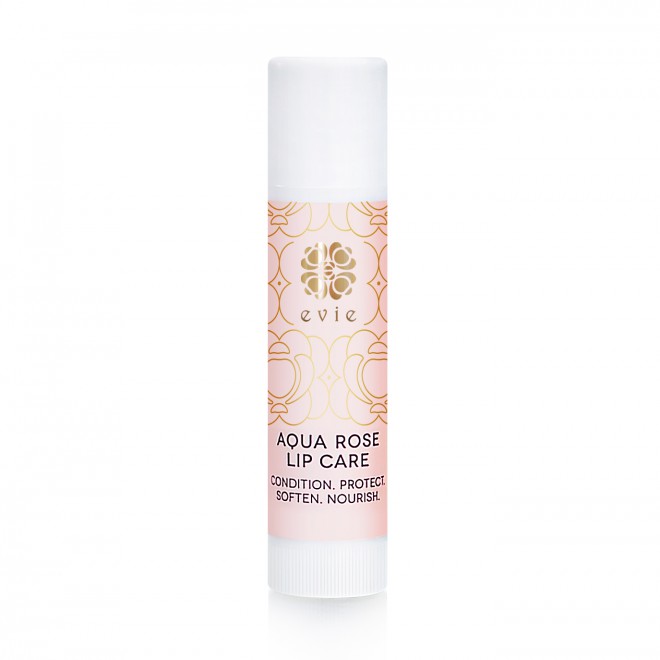 evie
AQUA ROSE
LIP CARE
CONDITION. PROTECT.
SOFTEN. NOURISH.